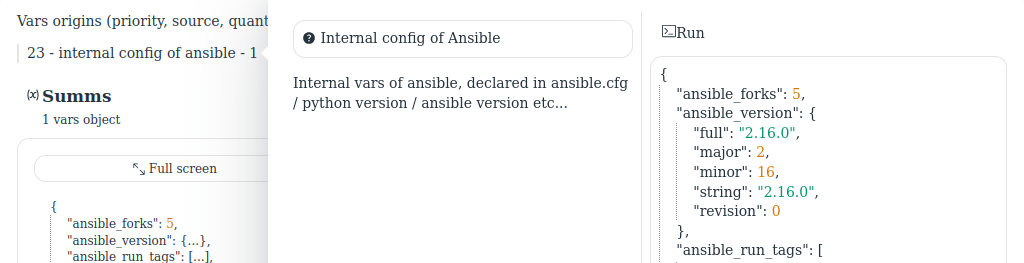 Vars origins (priority, source, quant
23 - internal config of ansible - 1
(x) Summs
1 vars object
Full screen
{
"ansible_forks": 5,
"ansible_version": {...},
"ansible_run_tags": [...],
Internal config of Ansible
Internal vars of ansible, declared in ansible.cfg
/ python version / ansible version etc...
Run
{
"ansible_forks": 5,
"ansible_version": {
"full": "2.16.0",
"major": 2,
"minor": 16,
"string": "2.16.0",
"revision": 0
},
"ansible_run_tags": [